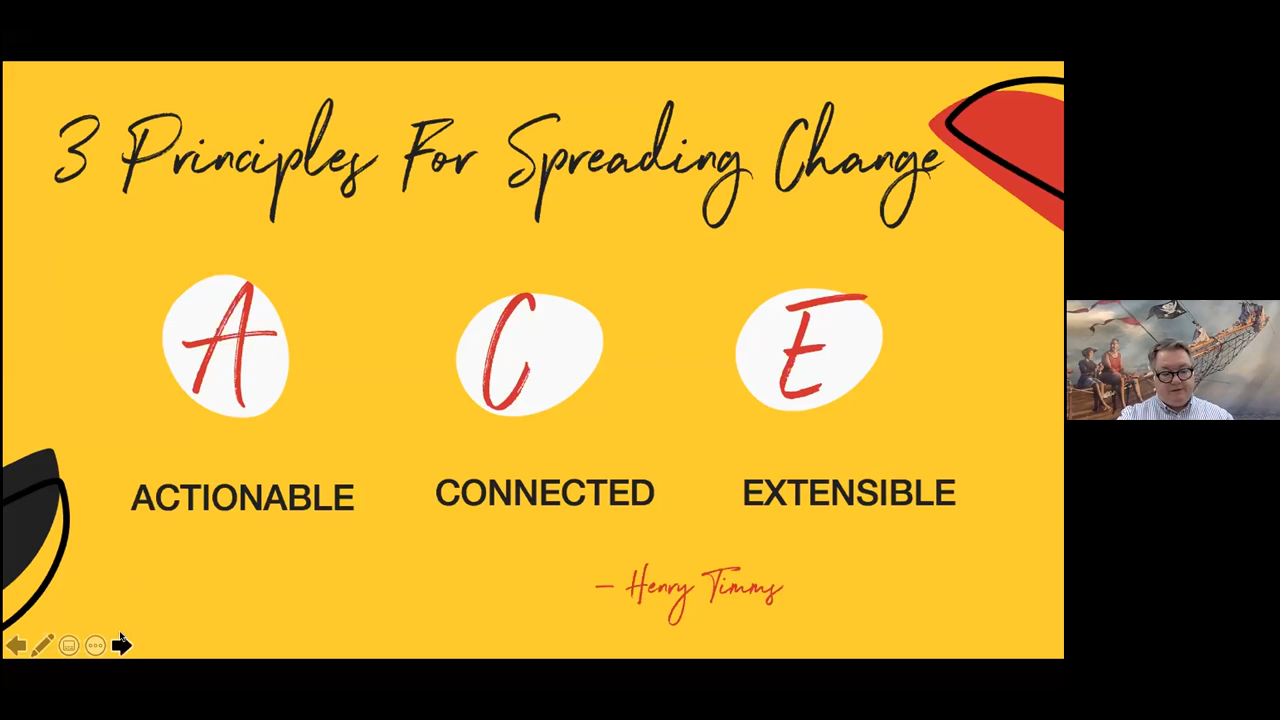 3 Principles For Spreading Change
A C E
ACTIONABLE CONNECTED EXTENSIBLE
— Henry Timms